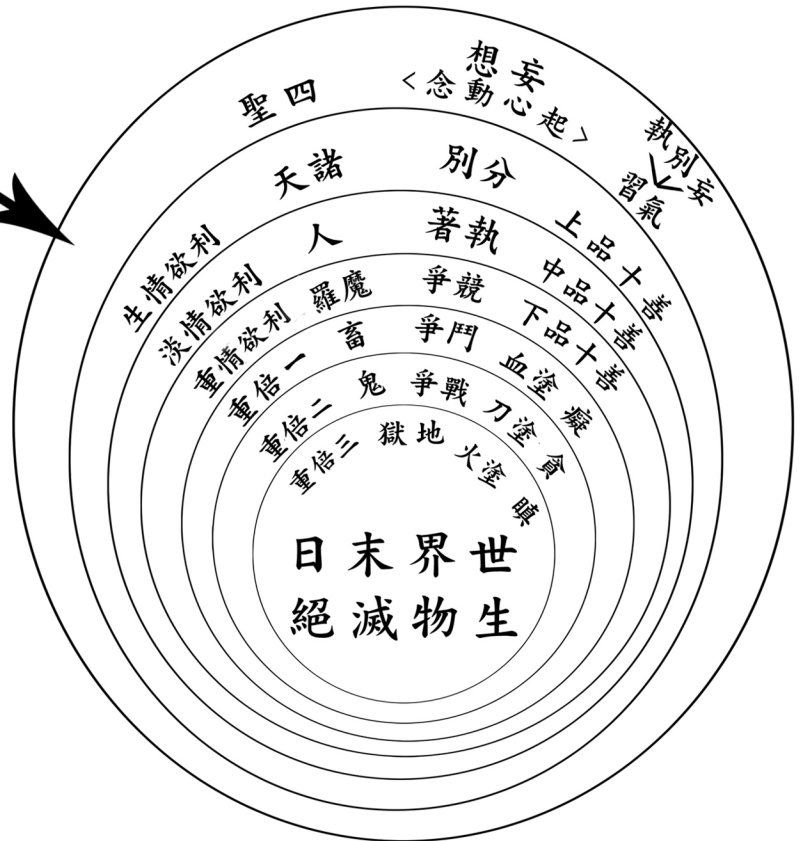 執別妄
習氣
妄想
<起心動念>
四聖
上品十善
分別
諸天
利欲情生
中品十善
執著
人
利欲情淡
下品十善
競爭
魔羅
利欲情重
血塗 癡
鬥爭
畜
一倍重
刀塗 貪
戰爭
鬼
二倍重
火塗 瞋
地獄
三倍重
世界末日
生物滅絕